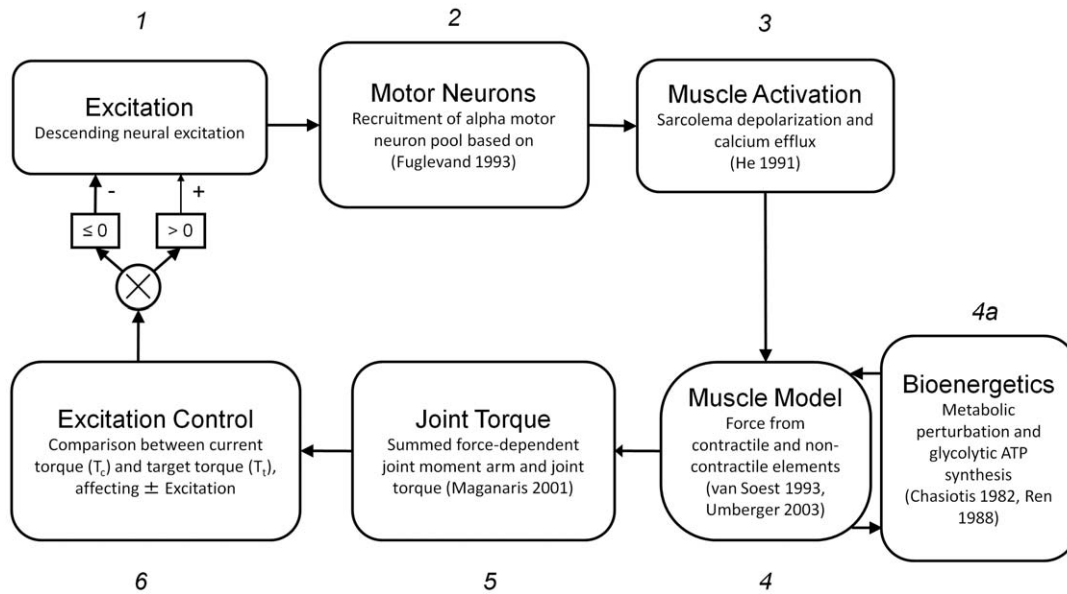 1
Excitation
Descending neural excitation
2
Motor Neurons
Recruitment of alpha motor
neuron pool based on
(Fuglevand 1993)
3
Muscle Activation
Sarcolema depolarization and
calcium efflux
(He 1991)
-
+
≤ 0
> 0
4a
Bioenergetics
Metabolic
perturbation and
glycolytic ATP
synthesis
(Chasiotis 1982, Ren
1988)
Muscle Model
Force from
contractile and non-
contractile elements
(van Soest 1993,
Umberger 2003)
4
Joint Torque
Summed force-dependent
joint moment arm and joint
torque (Maganaris 2001)
5
Excitation Control
Comparison between current
torque (Tc) and target torque (Tt),
affecting ± Excitation
6